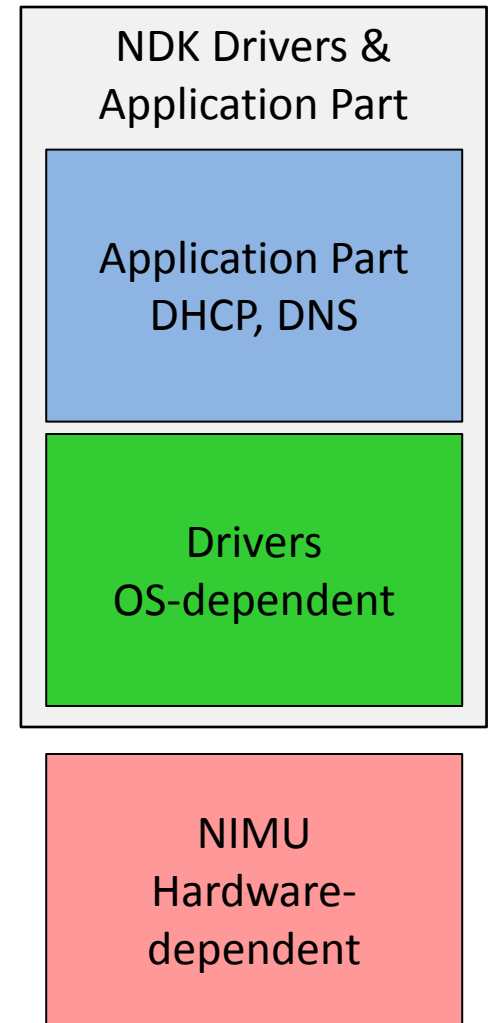 NDK Drivers &
Application Part
Application Part
DHCP, DNS
Drivers
OS-dependent
NIMU
Hardware-
dependent